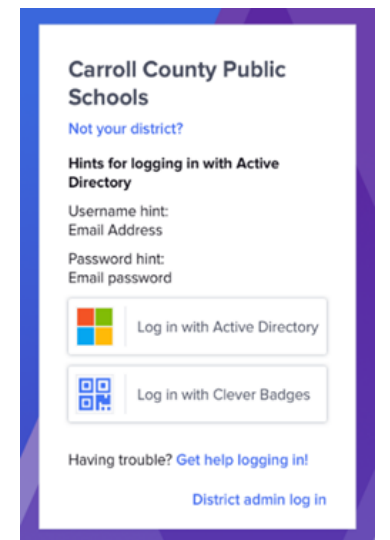 Carroll County Public
Schools
Not your district?
Hints for logging in with Active
Directory
Username hint:
Email Address
Password hint:
Email password
Log in with Active Directory
Log in with Clever Badges
Having trouble? Get help logging in!
District admin log in